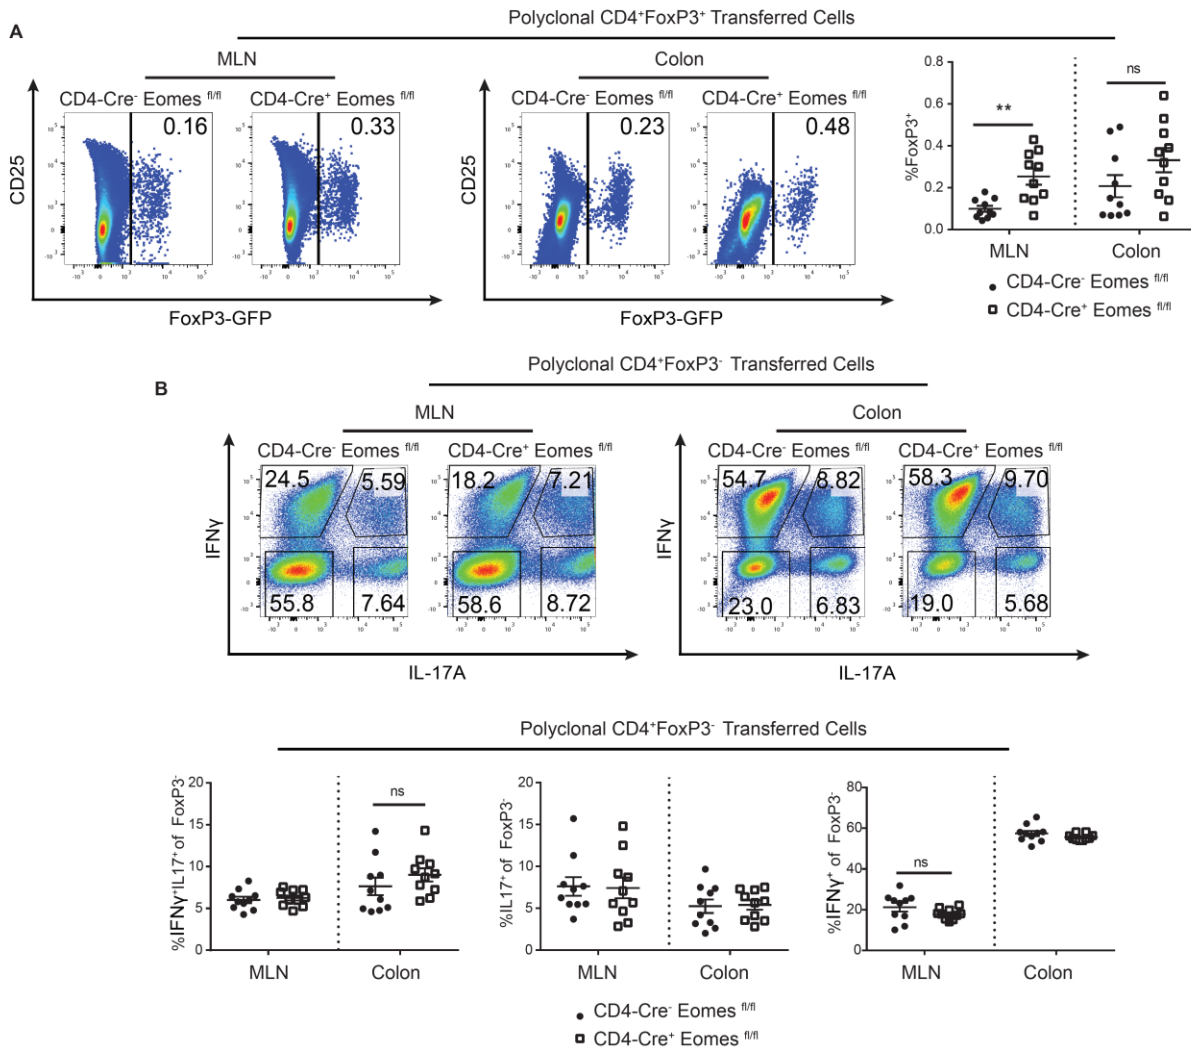 A
Polyclonal CD4⁺FoxP3⁺ Transferred Cells
MLN
Colon
CD4-Cre⁻ Eomes fl/fl
CD4-Cre⁺ Eomes fl/fl
CD4-Cre⁻ Eomes fl/fl
CD4-Cre⁺ Eomes fl/fl
0.16
0.33
0.23
0.48
CD25
CD25
FoxP3-GFP
FoxP3-GFP
%FoxP3⁺
0.8
0.6
0.4
0.2
0.0
**
ns
MLN
Colon
CD4-Cre⁻ Eomes fl/fl
CD4-Cre⁺ Eomes fl/fl
Polyclonal CD4⁺FoxP3⁻ Transferred Cells
B
MLN
Colon
CD4-Cre⁻ Eomes fl/fl
CD4-Cre⁺ Eomes fl/fl
CD4-Cre⁻ Eomes fl/fl
CD4-Cre⁺ Eomes fl/fl
24.5 5.59
18.2 7.21
54.7 8.82
58.3 9.70
55.8 7.64
58.6 8.72
23.0 6.83
19.0 5.68
IFNγ
IFNγ
IL-17A
IL-17A
Polyclonal CD4⁺FoxP3⁻ Transferred Cells
%IFNγ⁺IL17⁺ of FoxP3⁻
20
15
10
5
0
ns
MLN
Colon
%IL17⁺ of FoxP3⁻
20
15
10
5
0
MLN
Colon
%IFNγ⁺ of FoxP3⁻
80
60
40
20
0
ns
MLN
Colon
CD4-Cre⁻ Eomes fl/fl
CD4-Cre⁺ Eomes fl/fl